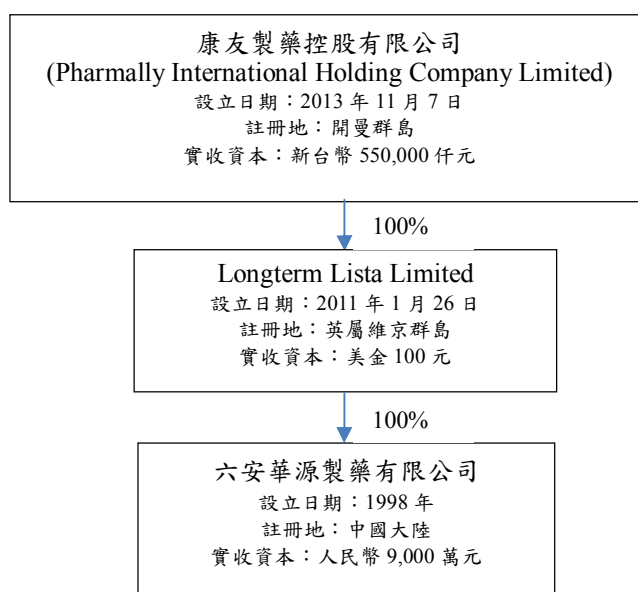 康友製藥控股有限公司
(Pharmally International Holding Company Limited)
設立日期：2013 年 11 月 7 日
註冊地：開曼群島
實收資本：新台幣 550,000 仟元
100%
Longterm Lista Limited
設立日期：2011 年 1 月 26 日
註冊地：英屬維京群島
實收資本：美金 100 元
100%
六安華源製藥有限公司
設立日期：1998 年
註冊地：中國大陸
實收資本：人民幣 9,000 萬元